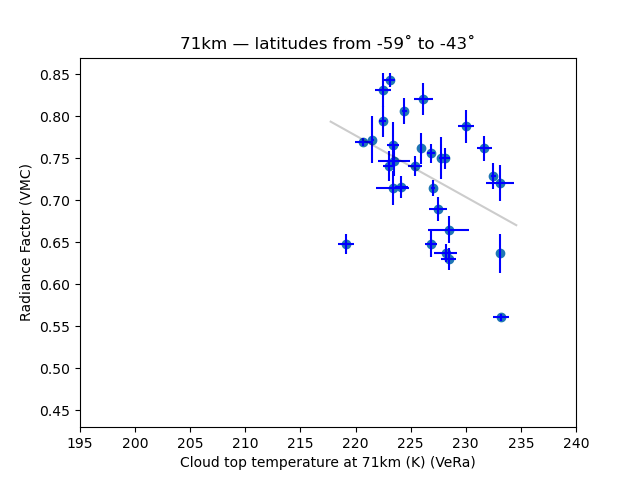 71km — latitudes from -59˚ to -43˚
0.85
0.80
0.75
0.70
0.65
0.60
0.55
0.50
0.45
Radiance Factor (VMC)
195 200 205 210 215 220 225 230 235 240
Cloud top temperature at 71km (K) (VeRa)